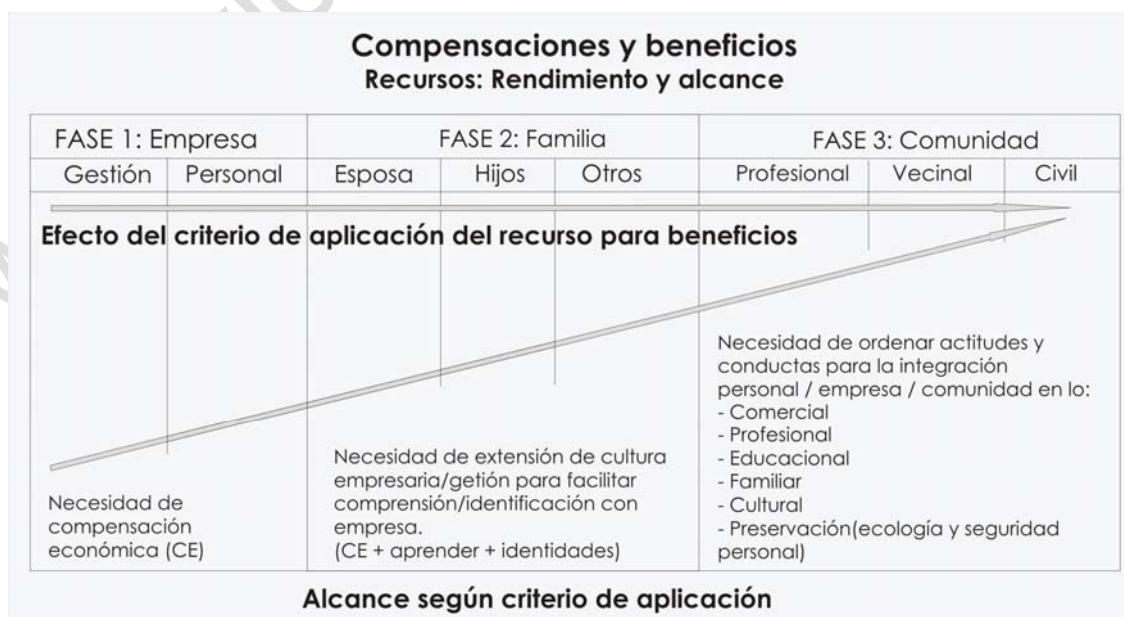 Compensaciones y beneficios
Recursos: Rendimiento y alcance
FASE 1: Empresa
FASE 2: Familia
FASE 3: Comunidad
Gestión
Personal
Esposa
Hijos
Otros
Profesional
Vecinal
Civil
Efecto del criterio de aplicación del recurso para beneficios
Necesidad de
compensación
económica (CE)
Necesidad de extensión de cultura
empresaria/getión para facilitar
comprensión/identificación con
empresa.
(CE + aprender + identidades)
Necesidad de ordenar actitudes y
conductas para la integración
personal / empresa / comunidad en lo:
- Comercial
- Profesional
- Educacional
- Familiar
- Cultural
- Preservación(ecología y seguridad
personal)
Alcance según criterio de aplicación